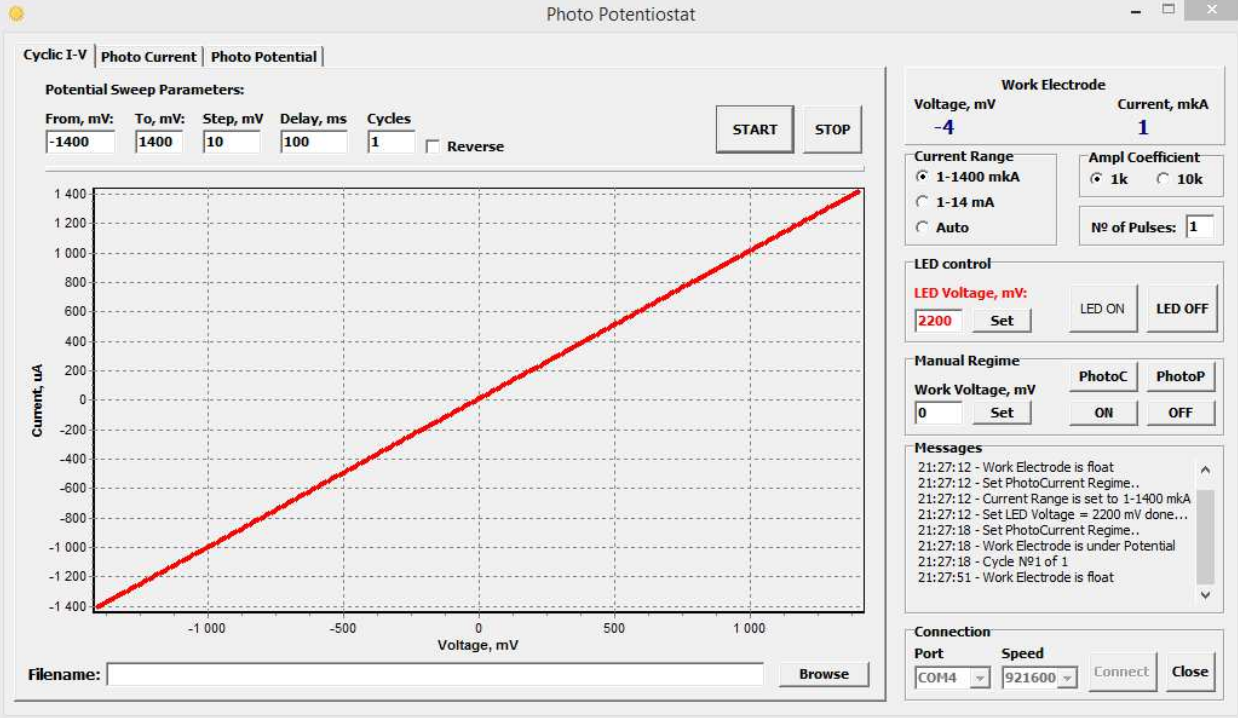 Photo Potentiostat
Cyclic I-V Photo Current Photo Potential
Potential Sweep Parameters:
From, mV: To, mV: Step, mV Delay, ms Cycles
-1400 1400 10 100 1 Reverse
START STOP
1 400
1 200
1 000
800
600
400
200
0
-200
-400
-600
-800
-1 000
-1 200
-1 400
Current, uA
-1 000 -500 0 500 1 000
Voltage, mV
Filename: Browse
Work Electrode
Voltage, mV Current, mkA
-4 1
Current Range
1-1400 mkA
1-14 mA
Auto
Ampl Coefficient
1k 10k
Nº of Pulses: 1
LED control
LED Voltage, mV:
2200 Set LED ON LED OFF
Manual Regime
Work Voltage, mV
0 Set
PhotoC PhotoP
ON OFF
Messages
21:27:12 - Work Electrode is float
21:27:12 - Set PhotoCurrent Regime..
21:27:12 - Current Range is set to 1-1400 mkA
21:27:12 - Set LED Voltage = 2200 mV done...
21:27:18 - Set PhotoCurrent Regime..
21:27:18 - Work Electrode is under Potential
21:27:18 - Cycle Nº1 of 1
21:27:51 - Work Electrode is float
Connection
Port Speed
COM4 921600 Connect Close